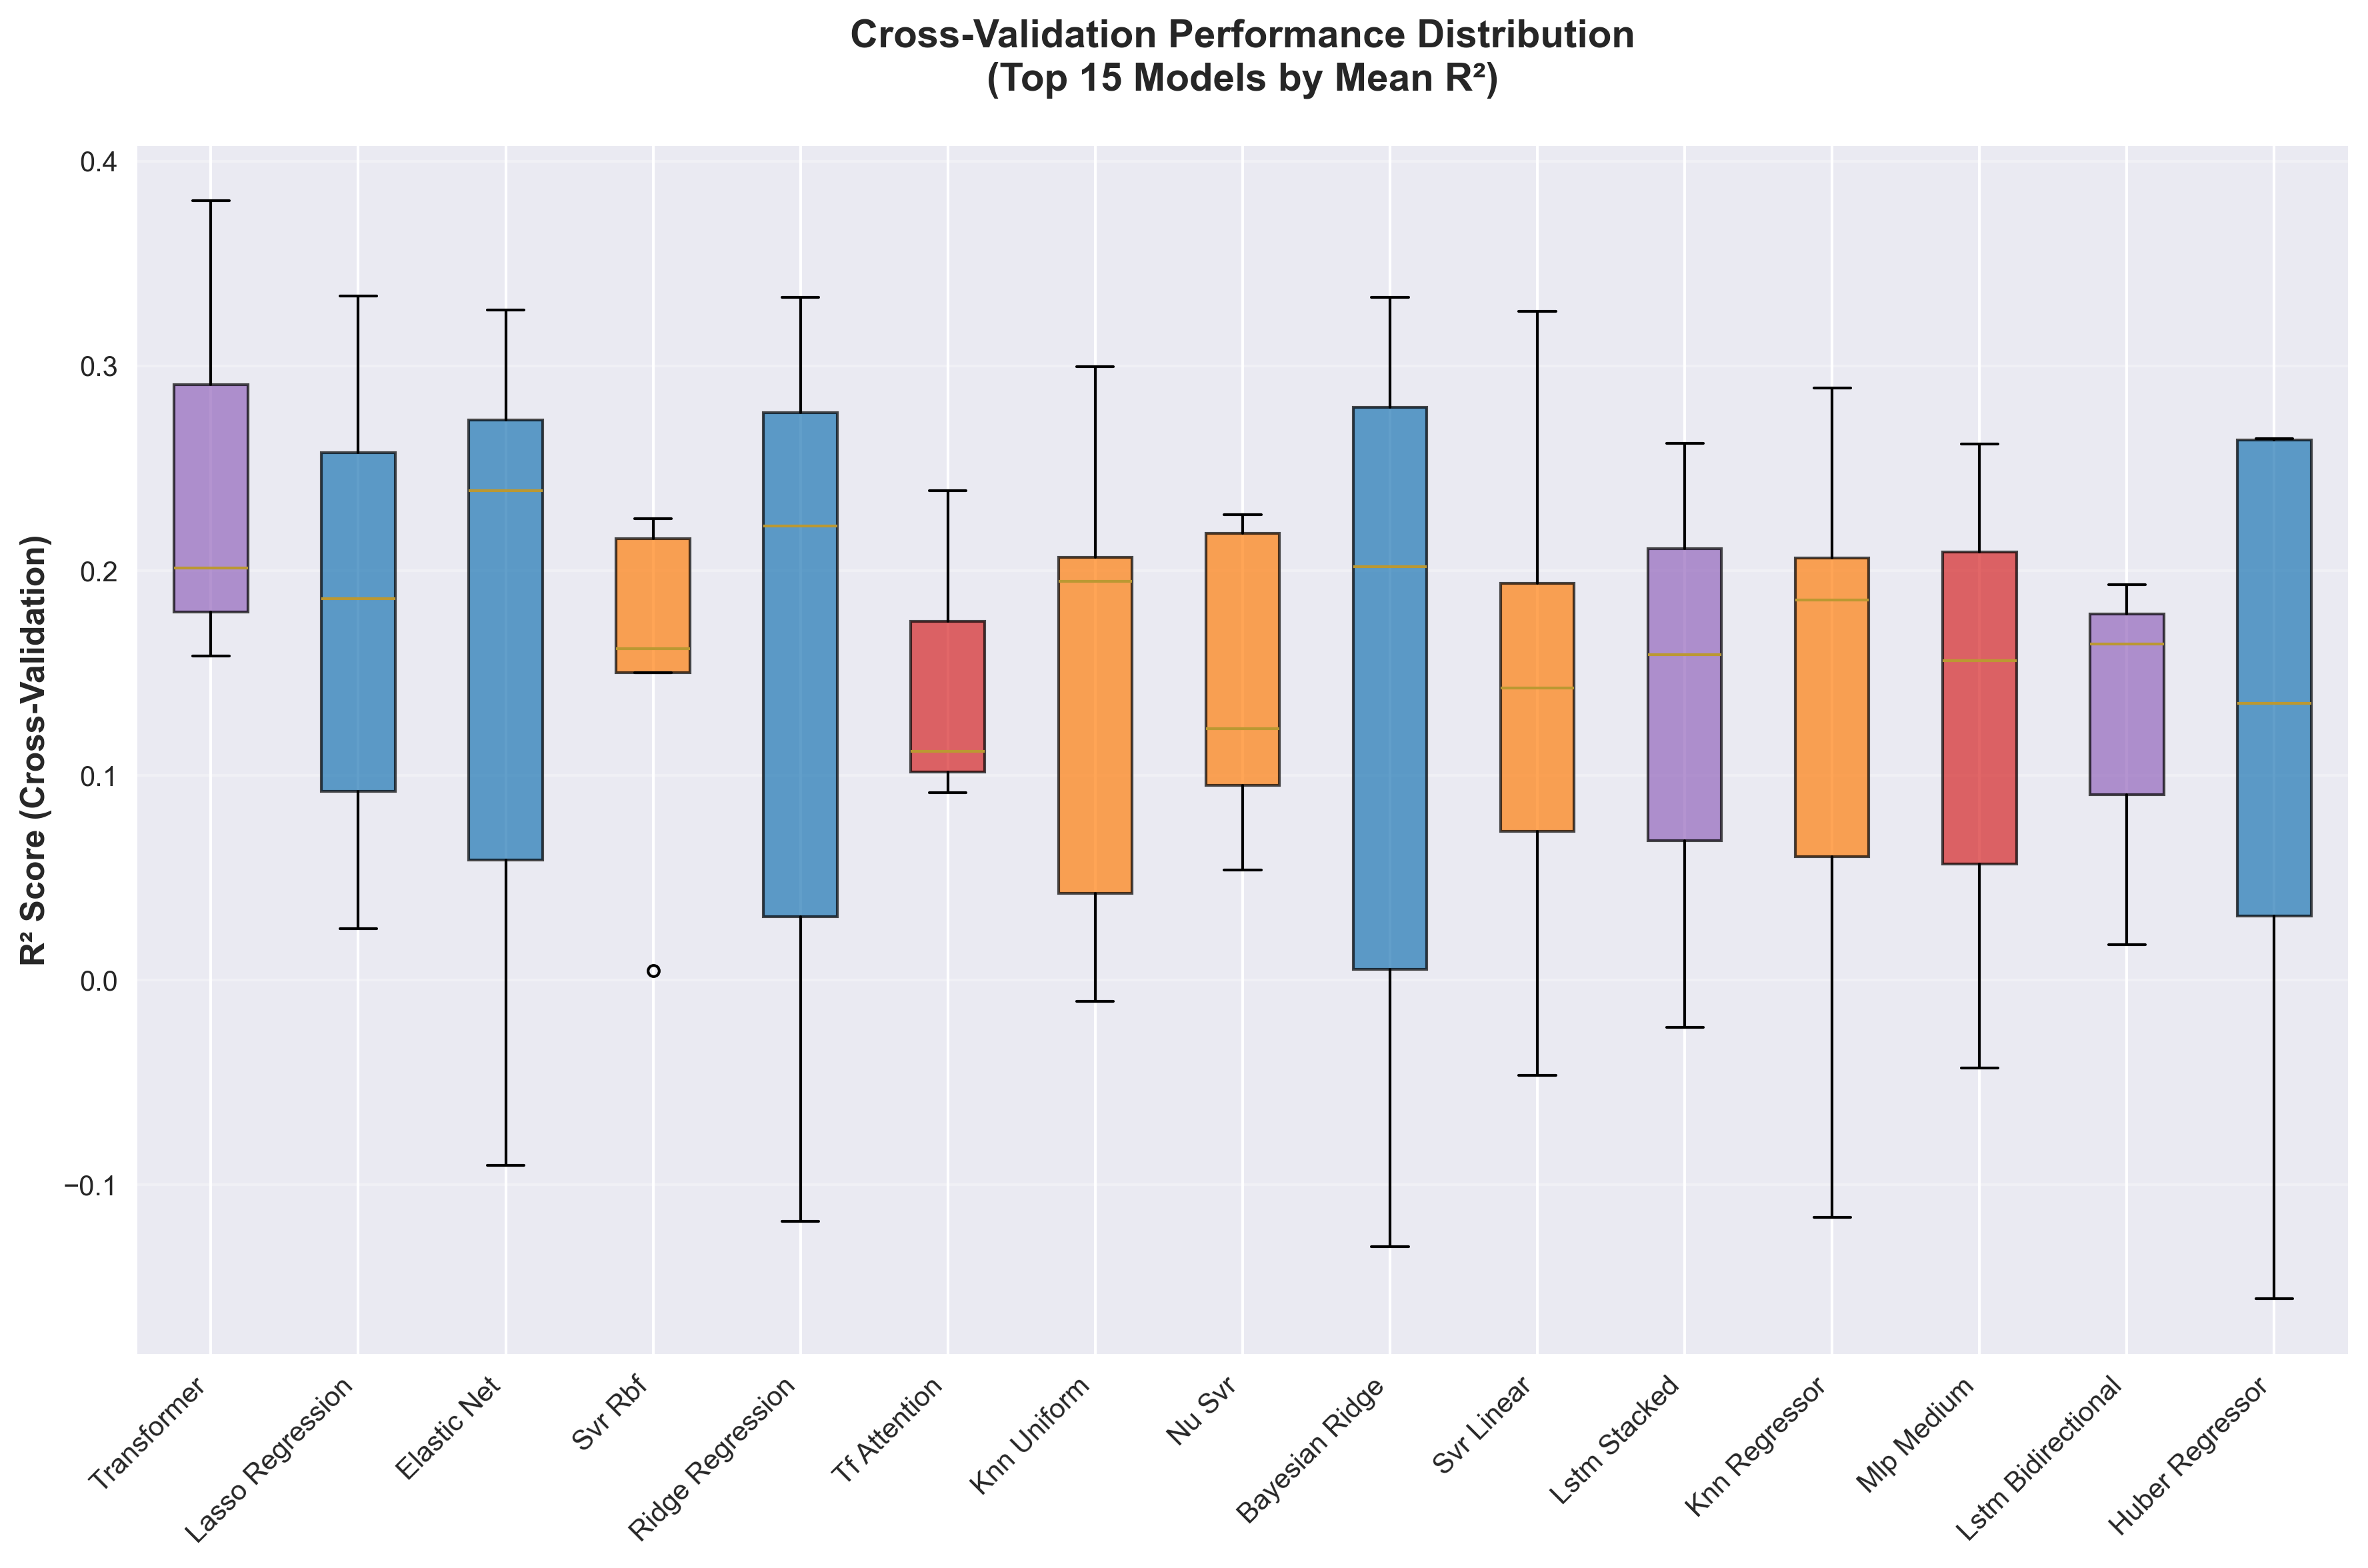 Cross-Validation Performance Distribution
(Top 15 Models by Mean R²)
R² Score (Cross-Validation)
0.4
0.3
0.2
0.1
0.0
−0.1
Transformer
Lasso Regression
Elastic Net
Svr Rbf
Ridge Regression
Tf Attention
Knn Uniform
Nu Svr
Bayesian Ridge
Svr Linear
Lstm Stacked
Knn Regressor
Mlp Medium
Lstm Bidirectional
Huber Regressor